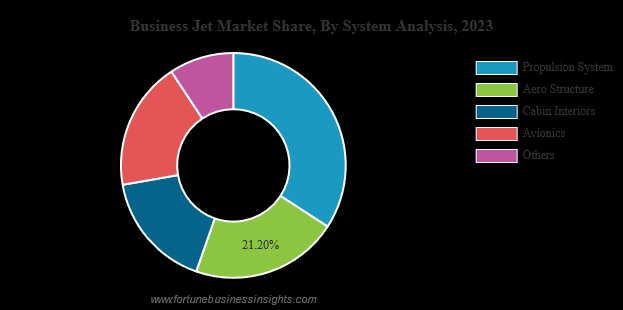 Business Jet Market Share, By System Analysis, 2023
Propulsion System
Aero Structure
Cabin Interiors
Avionics
Others
21.20%
www.fortunebusinessinsights.com